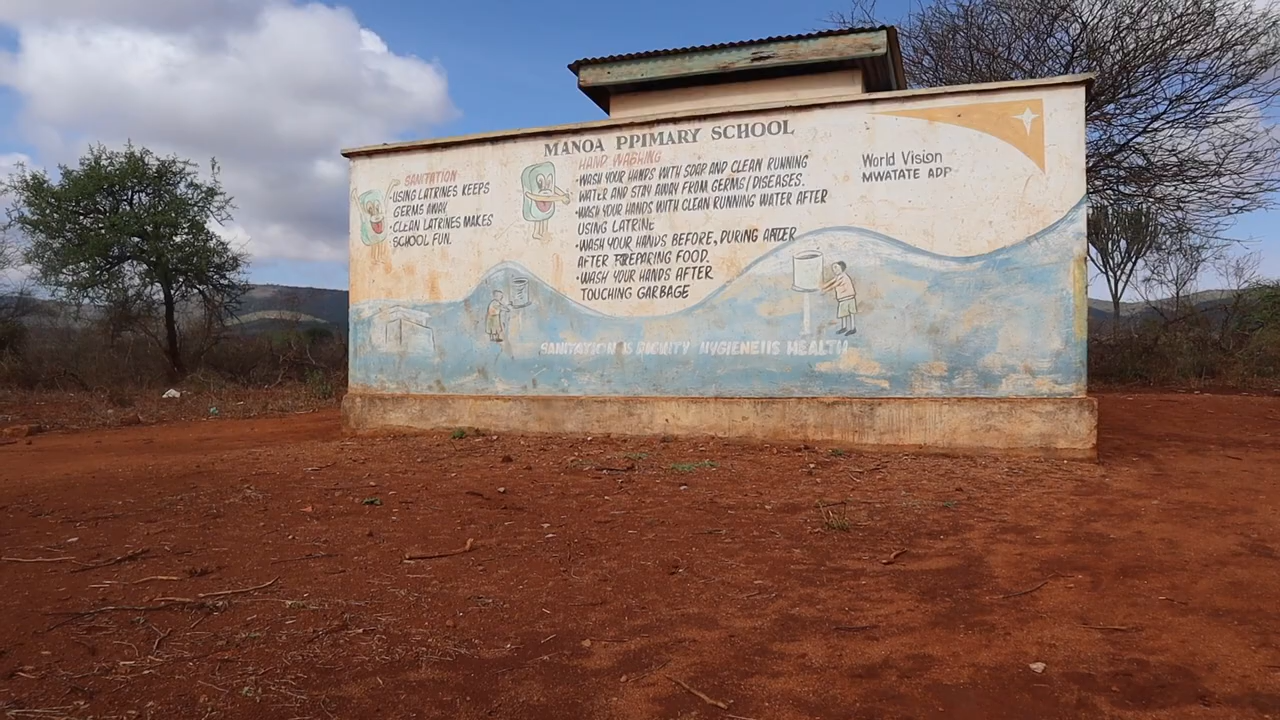 MANOA PPIMARY SCHOOL
SANITATION
•USING LATRINES KEEPS
GERMS AWAY
•CLEAN LATRINES MAKES
SCHOOL FUN.
HAND WASHING
•WASH YOUR HANDS WITH SOAP AND CLEAN RUNNING
WATER AND STAY AWAY FROM GERMS/DISEASES.
•WASH YOUR HANDS WITH CLEAN RUNNING WATER AFTER
USING LATRINE
•WASH YOUR HANDS BEFORE, DURING AFTER
AFTER PREPARING FOOD.
•WASH YOUR HANDS AFTER
TOUCHING GARBAGE
World Vision
MWATATE ADP
SANITATION IS DIGNITY HYGIENE IS HEALTH